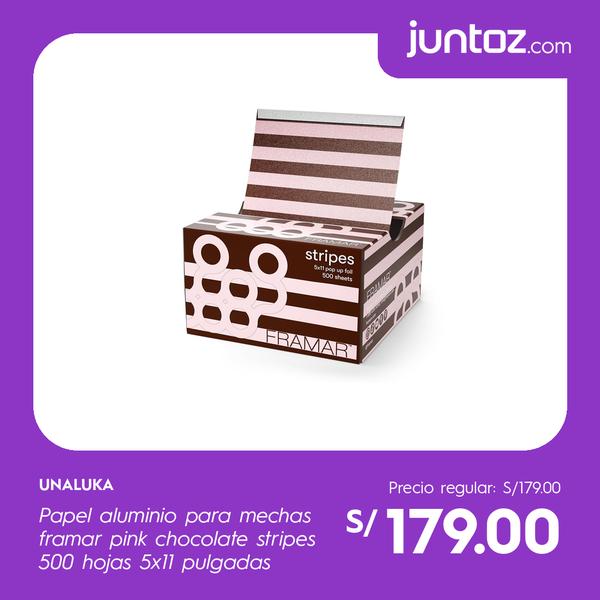 juntoz.com
stripes
5x11 pop up foil
500 sheets
FRAMAR
FRAMAR
FRAMAR
UNALUKA
Papel aluminio para mechas
framar pink chocolate stripes
500 hojas 5x11 pulgadas
Precio regular: S/179.00
S/179.00